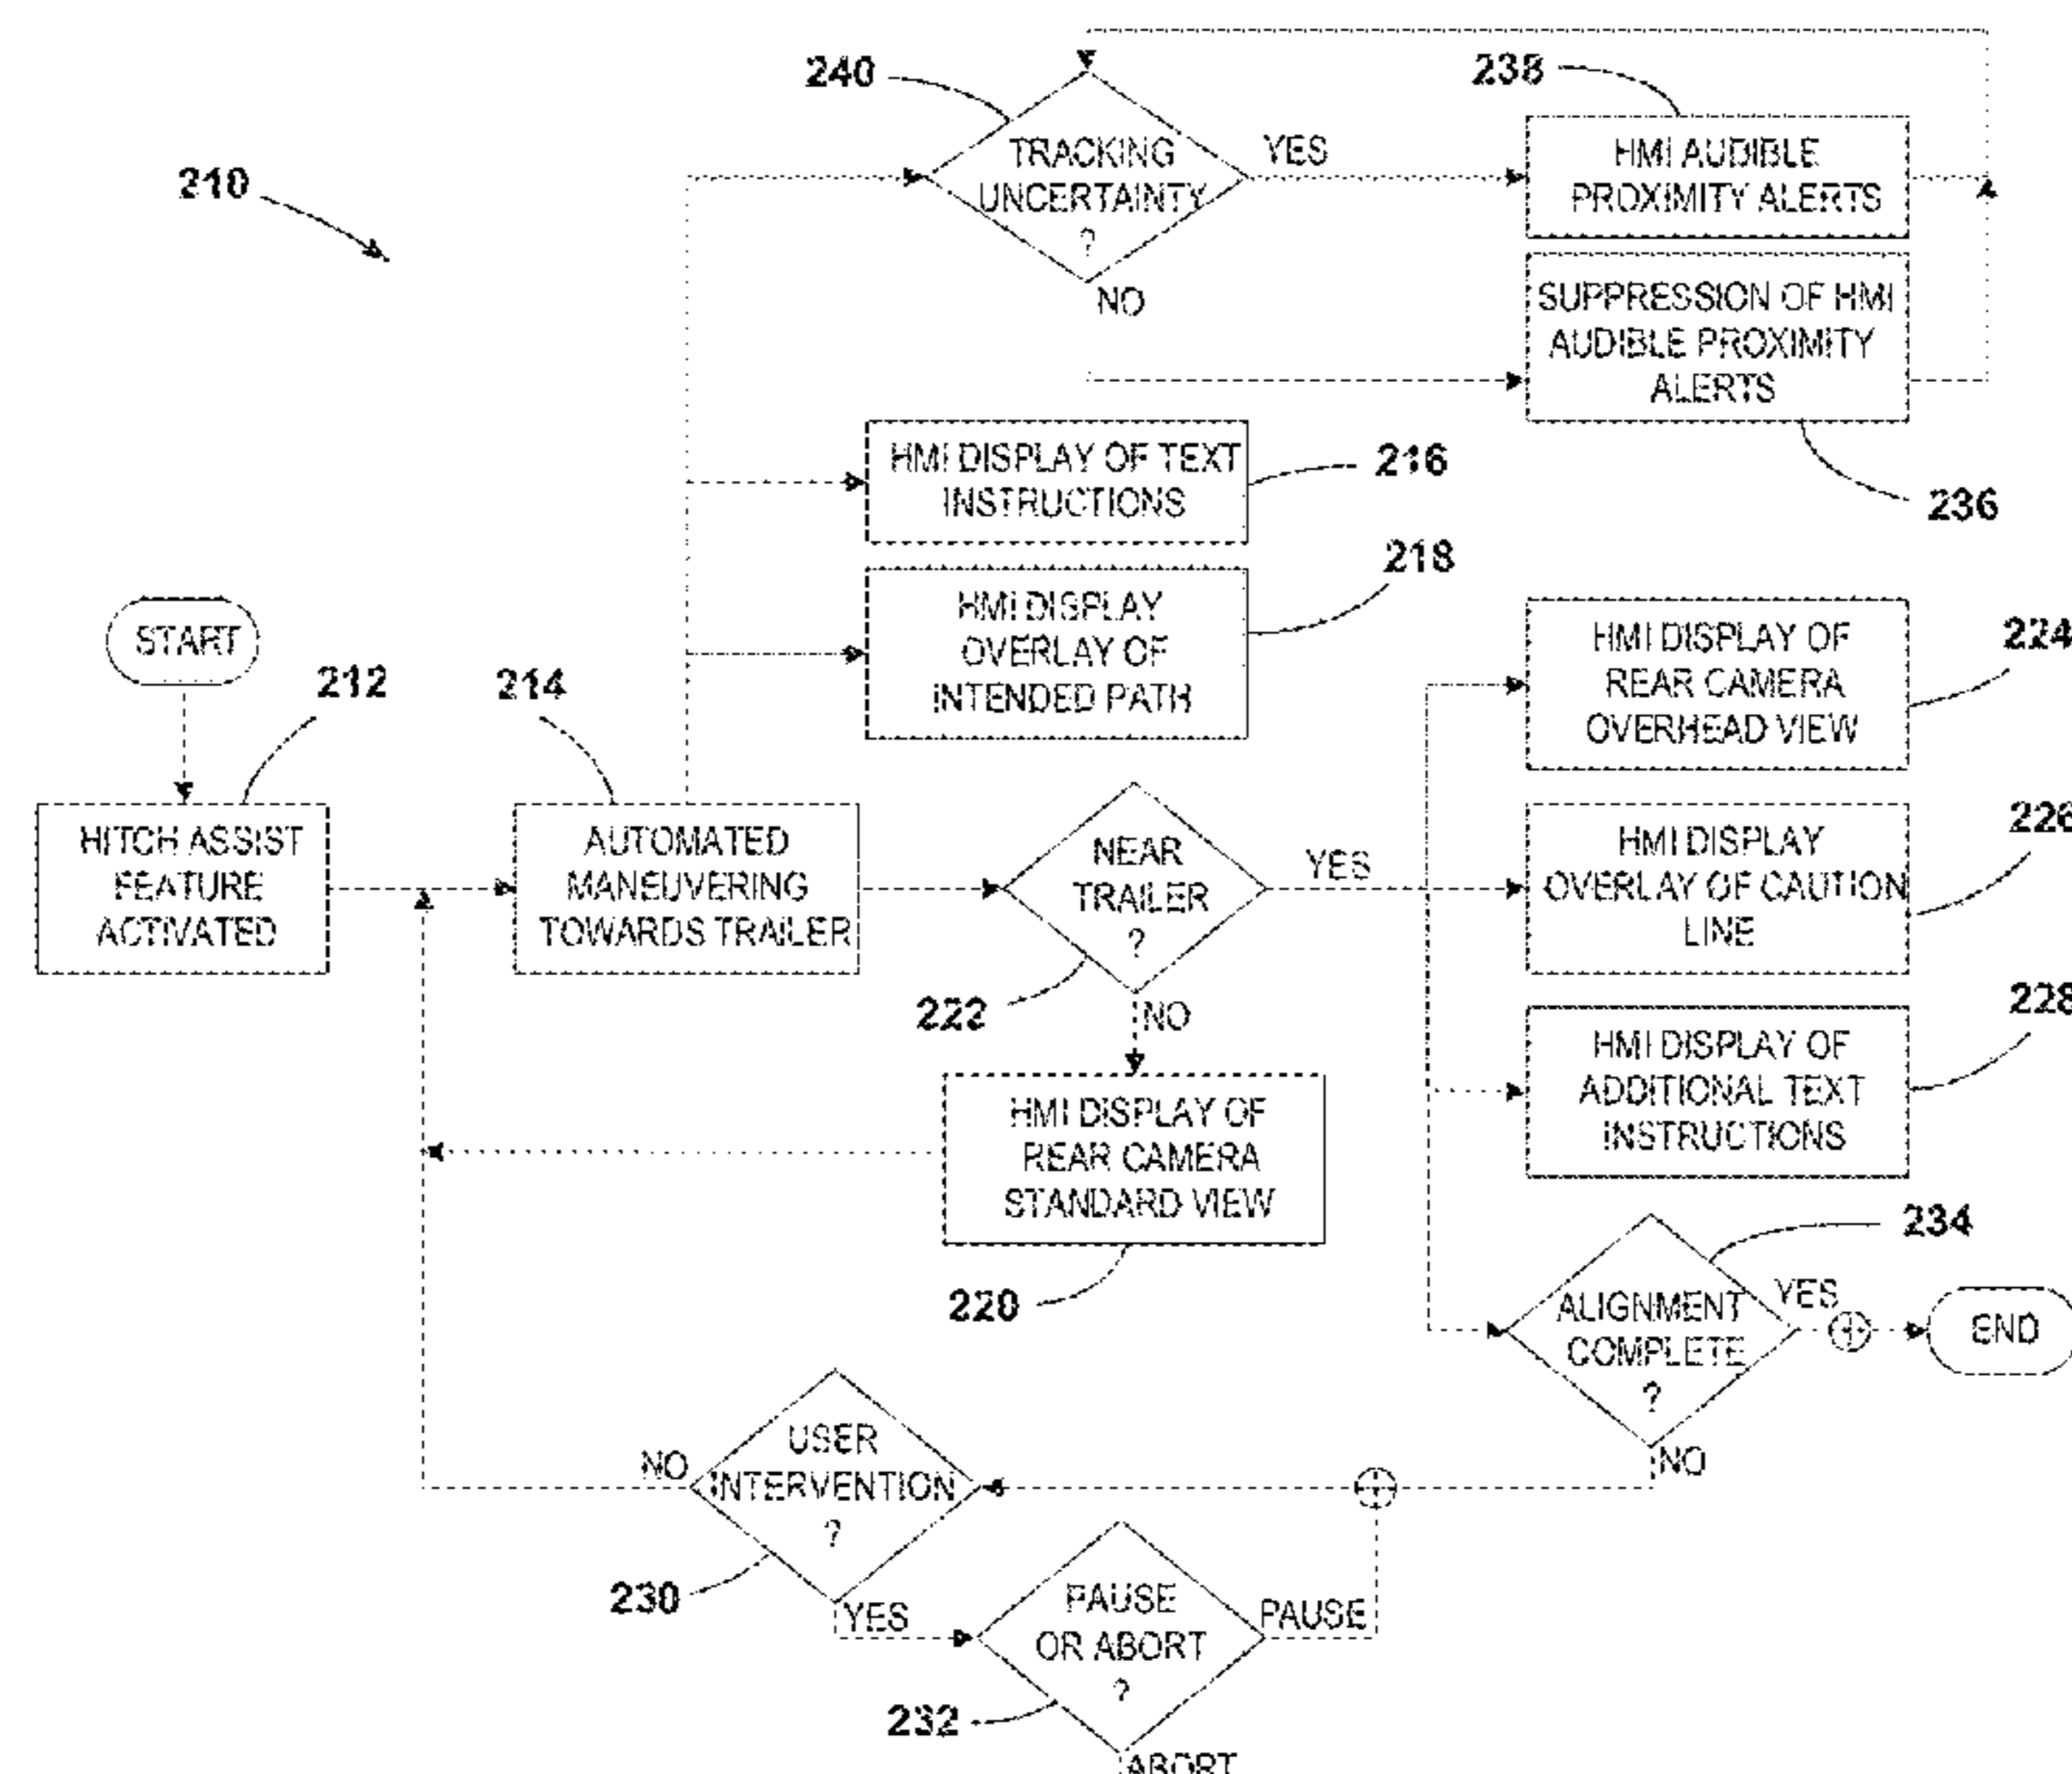 240
238
210
TRACKING
UNCERTAINTY
?
YES
NO
HMI AUDIBLE
PROXIMITY ALERTS
SUPPRESSION OF HMI
AUDIBLE PROXIMITY
ALERTS
236
HMI DISPLAY OF TEXT
INSTRUCTIONS
216
HMI DISPLAY
OVERLAY OF
INTENDED PATH
218
START
212
214
HITCH ASSIST
FEATURE
ACTIVATED
AUTOMATED
MANEUVERING
TOWARDS TRAILER
NEAR
TRAILER
?
222
YES
NO
HMI DISPLAY OF
REAR CAMERA
OVERHEAD VIEW
224
HMI DISPLAY
OVERLAY OF CAUTION
LINE
226
HMI DISPLAY OF
ADDITIONAL TEXT
INSTRUCTIONS
228
HMI DISPLAY OF
REAR CAMERA
STANDARD VIEW
220
234
ALIGNMENT
COMPLETE
?
YES
END
NO
USER
INTERVENTION
?
NO
230
YES
PAUSE
OR ABORT
?
PAUSE
232
ABORT